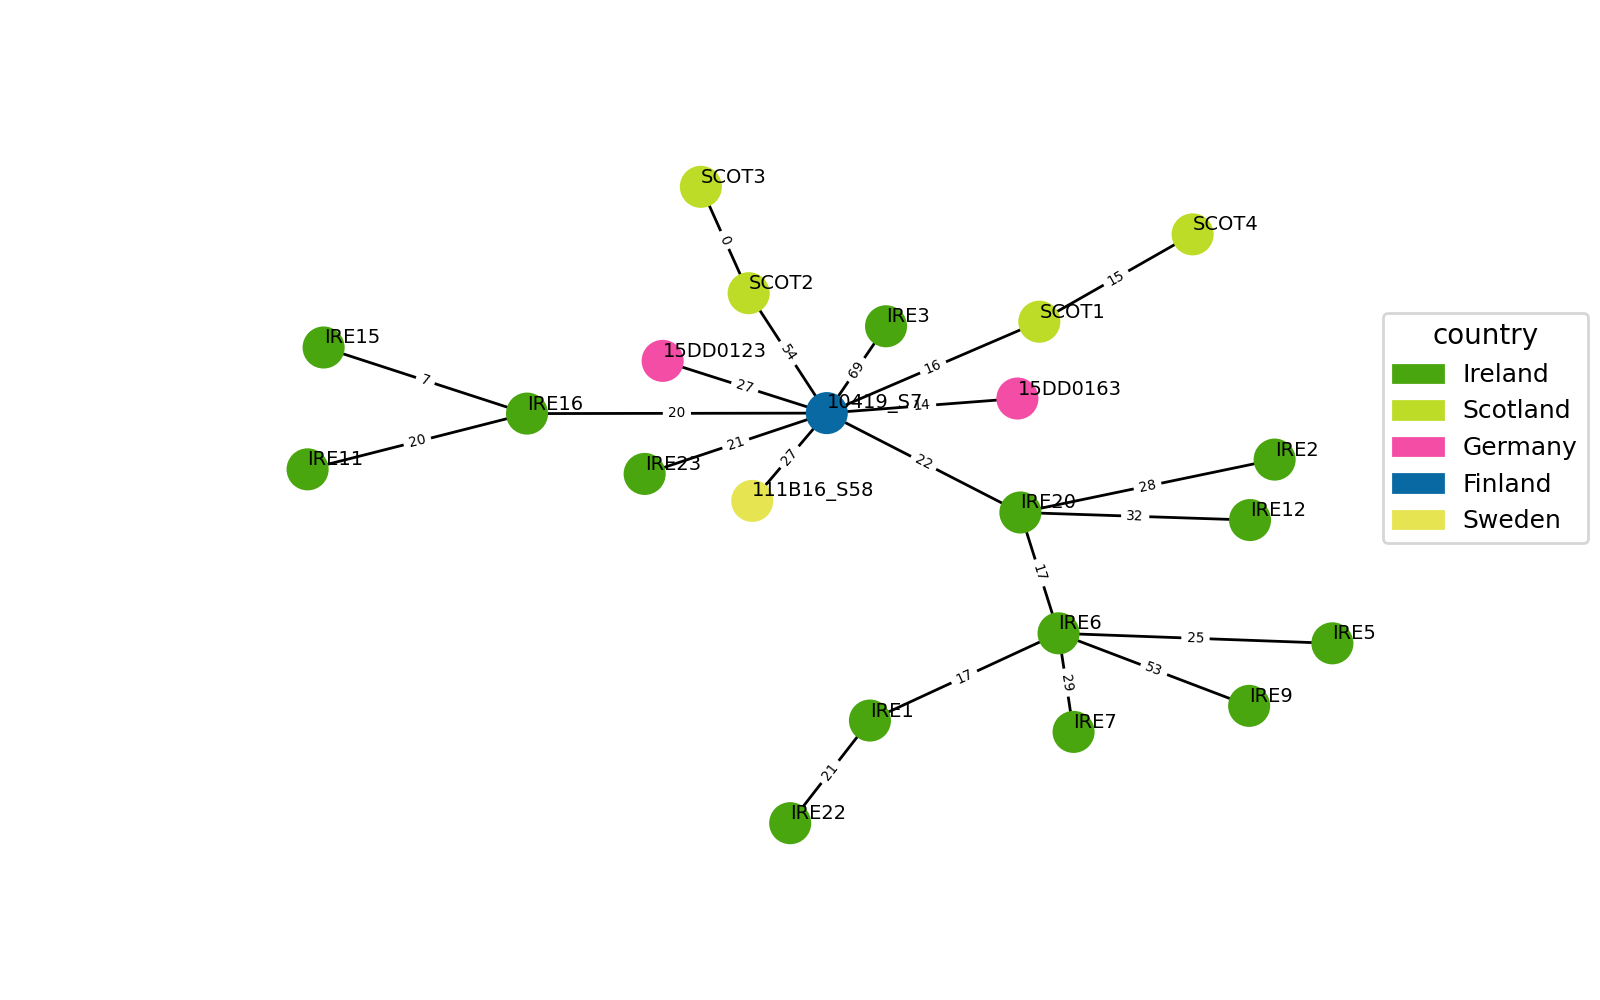 SCOT3
SCOT4
0
15
SCOT2
SCOT1
IRE3
IRE15
15DD0123
54
69
16
7
27
15DD0163
IRE16
20
10419_S7
14
20
21
IRE11
IRE23
27
22
111B16_S58
IRE2
28
IRE20
32
IRE12
17
IRE6
25
IRE5
17
29
53
IRE9
IRE1
IRE7
21
IRE22
country
Ireland
Scotland
Germany
Finland
Sweden